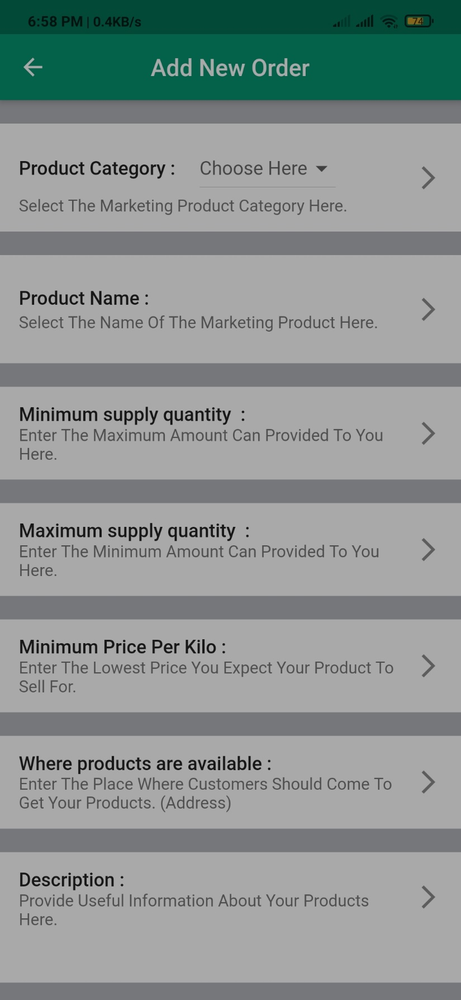 6:58 PM | 0.4KB/s
74
Add New Order
Product Category :
Choose Here
Select The Marketing Product Category Here.
Product Name :
Select The Name Of The Marketing Product Here.
Minimum supply quantity  :
Enter The Maximum Amount Can Provided To You
Here.
Maximum supply quantity  :
Enter The Minimum Amount Can Provided To You
Here.
Minimum Price Per Kilo :
Enter The Lowest Price You Expect Your Product To
Sell For.
Where products are available :
Enter The Place Where Customers Should Come To
Get Your Products. (Address)
Description :
Provide Useful Information About Your Products
Here.